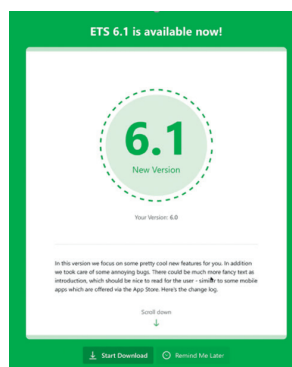 ETS 6.1 is available now!
6.1
New Version
Your Version: 6.0
In this version we focus on some pretty cool new features for you. In addition
we took care of some annoying bugs. There could be much more fancy text as
introduction, which should be nice to read for the user - similar to some mobile
apps which are offered via the App Store. Here's the change log.
Scroll down
Start Download
Remind Me Later